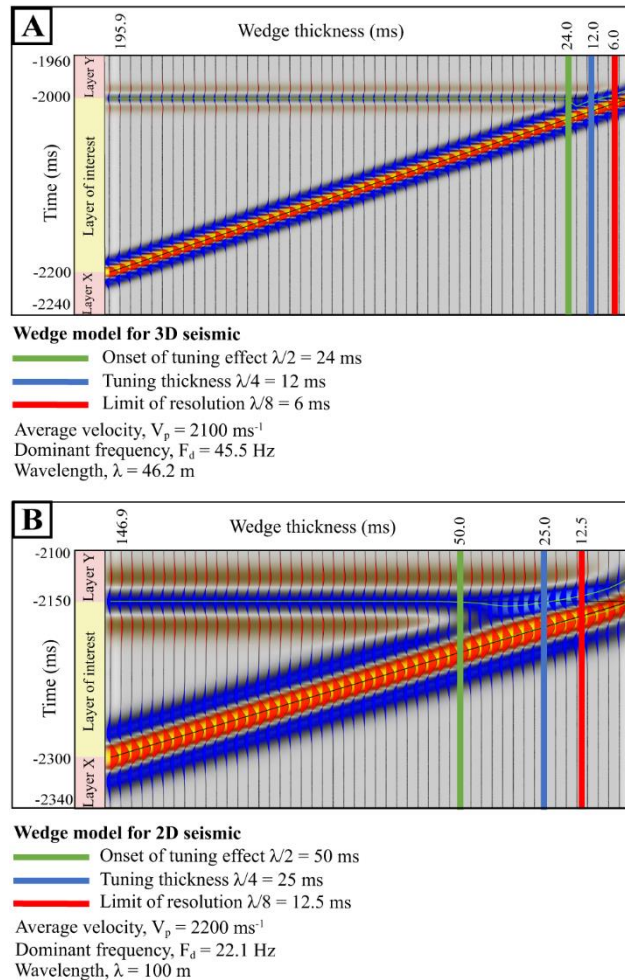 A
Wedge thickness (ms)
195.9
24.0
12.0
6.0
-1960
-2000
-2200
-2240
Time (ms)
Layer Y
Layer of interest
Layer X
Wedge model for 3D seismic
Onset of tuning effect λ/2 = 24 ms
Tuning thickness λ/4 = 12 ms
Limit of resolution λ/8 = 6 ms
Average velocity, Vₚ = 2100 ms⁻¹
Dominant frequency, F_d = 45.5 Hz
Wavelength, λ = 46.2 m
B
Wedge thickness (ms)
146.9
50.0
25.0
12.5
-2100
-2150
-2300
-2340
Time (ms)
Layer Y
Layer of interest
Layer X
Wedge model for 2D seismic
Onset of tuning effect λ/2 = 50 ms
Tuning thickness λ/4 = 25 ms
Limit of resolution λ/8 = 12.5 ms
Average velocity, Vₚ = 2200 ms⁻¹
Dominant frequency, F_d = 22.1 Hz
Wavelength, λ = 100 m